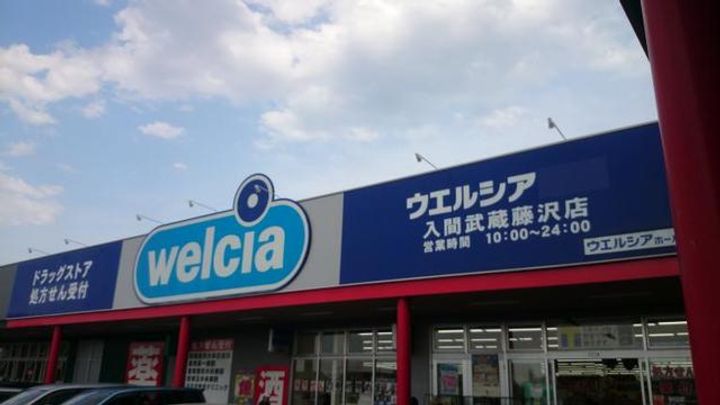 ドラッグストア
処方せん受付
welcia
ウエルシア
入間武蔵藤沢店
営業時間 10:00～24:00
ウエルシアホー
薬
酒